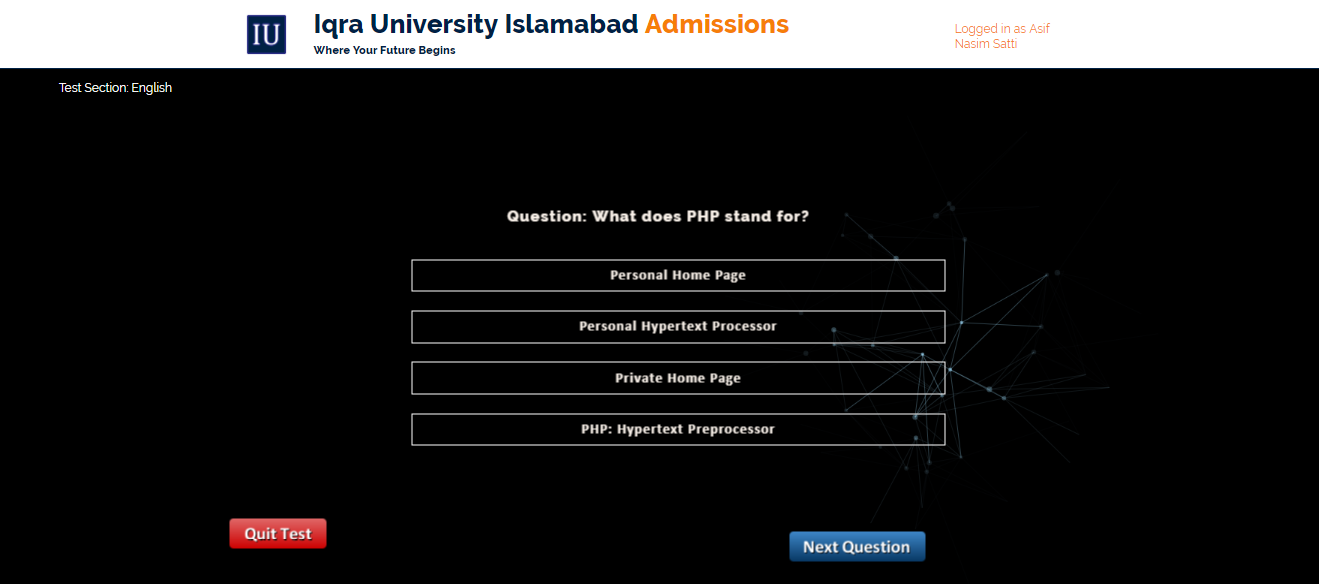 IU
Iqra University Islamabad Admissions
Where Your Future Begins
Logged in as Asif
Nasim Satti
Test Section: English
Question: What does PHP stand for?
Personal Home Page
Personal Hypertext Processor
Private Home Page
PHP: Hypertext Preprocessor
Quit Test
Next Question